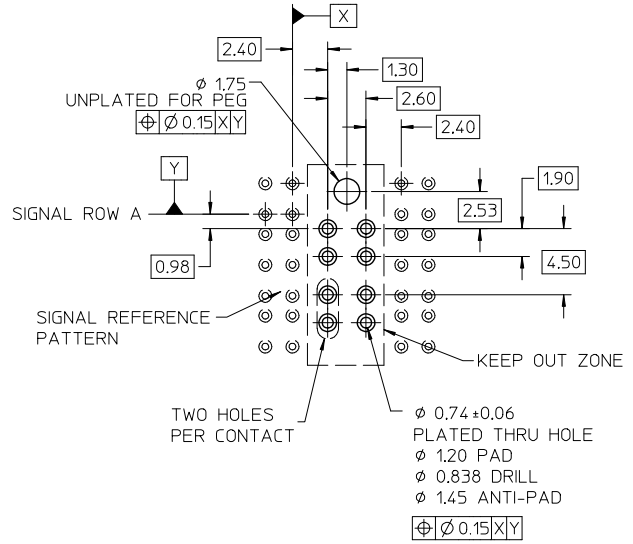 X
2.40
1.30
ϕ 1.75
UNPLATED FOR PEG
⌖ ∅ 0.15 X Y
2.60
2.40
Y
1.90
SIGNAL ROW A
2.53
0.98
4.50
SIGNAL REFERENCE
PATTERN
KEEP OUT ZONE
TWO HOLES
PER CONTACT
ϕ 0.74 ±0.06
PLATED THRU HOLE
ϕ 1.20 PAD
ϕ 0.838 DRILL
ϕ 1.45 ANTI-PAD
⌖ ∅ 0.15 X Y